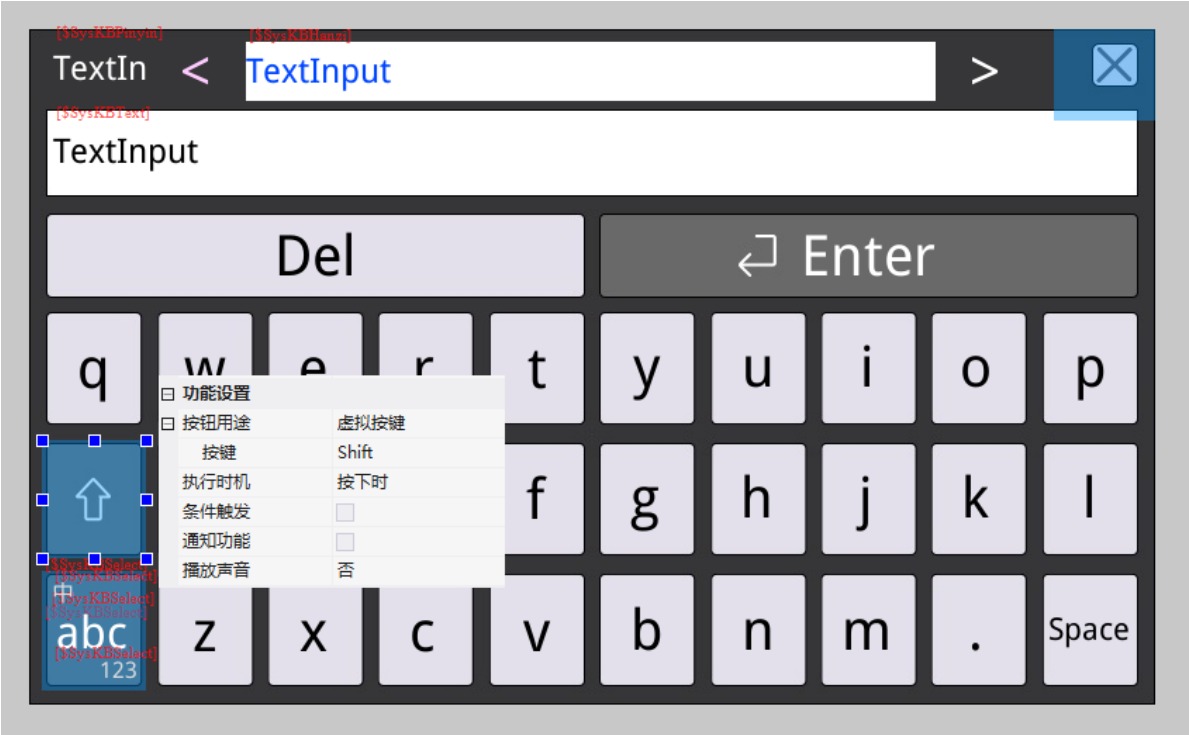 [$SysKBPinyin] [$SysKBHanzi]
TextIn < TextInput >
[$SysKBText]
TextInput
Del Enter
q w e r t y u i o p
功能设置
按钮用途 虚拟按键
按键 Shift
执行时机 按下时
条件触发
通知功能
播放声音 否
f g h j k l
[$SysKBSelect]
[$SysKBSelect]
中
[$SysKBSelect]
[$SysKBSelect]
abc z x c v b n m . Space
[$SysKBSelect]
123